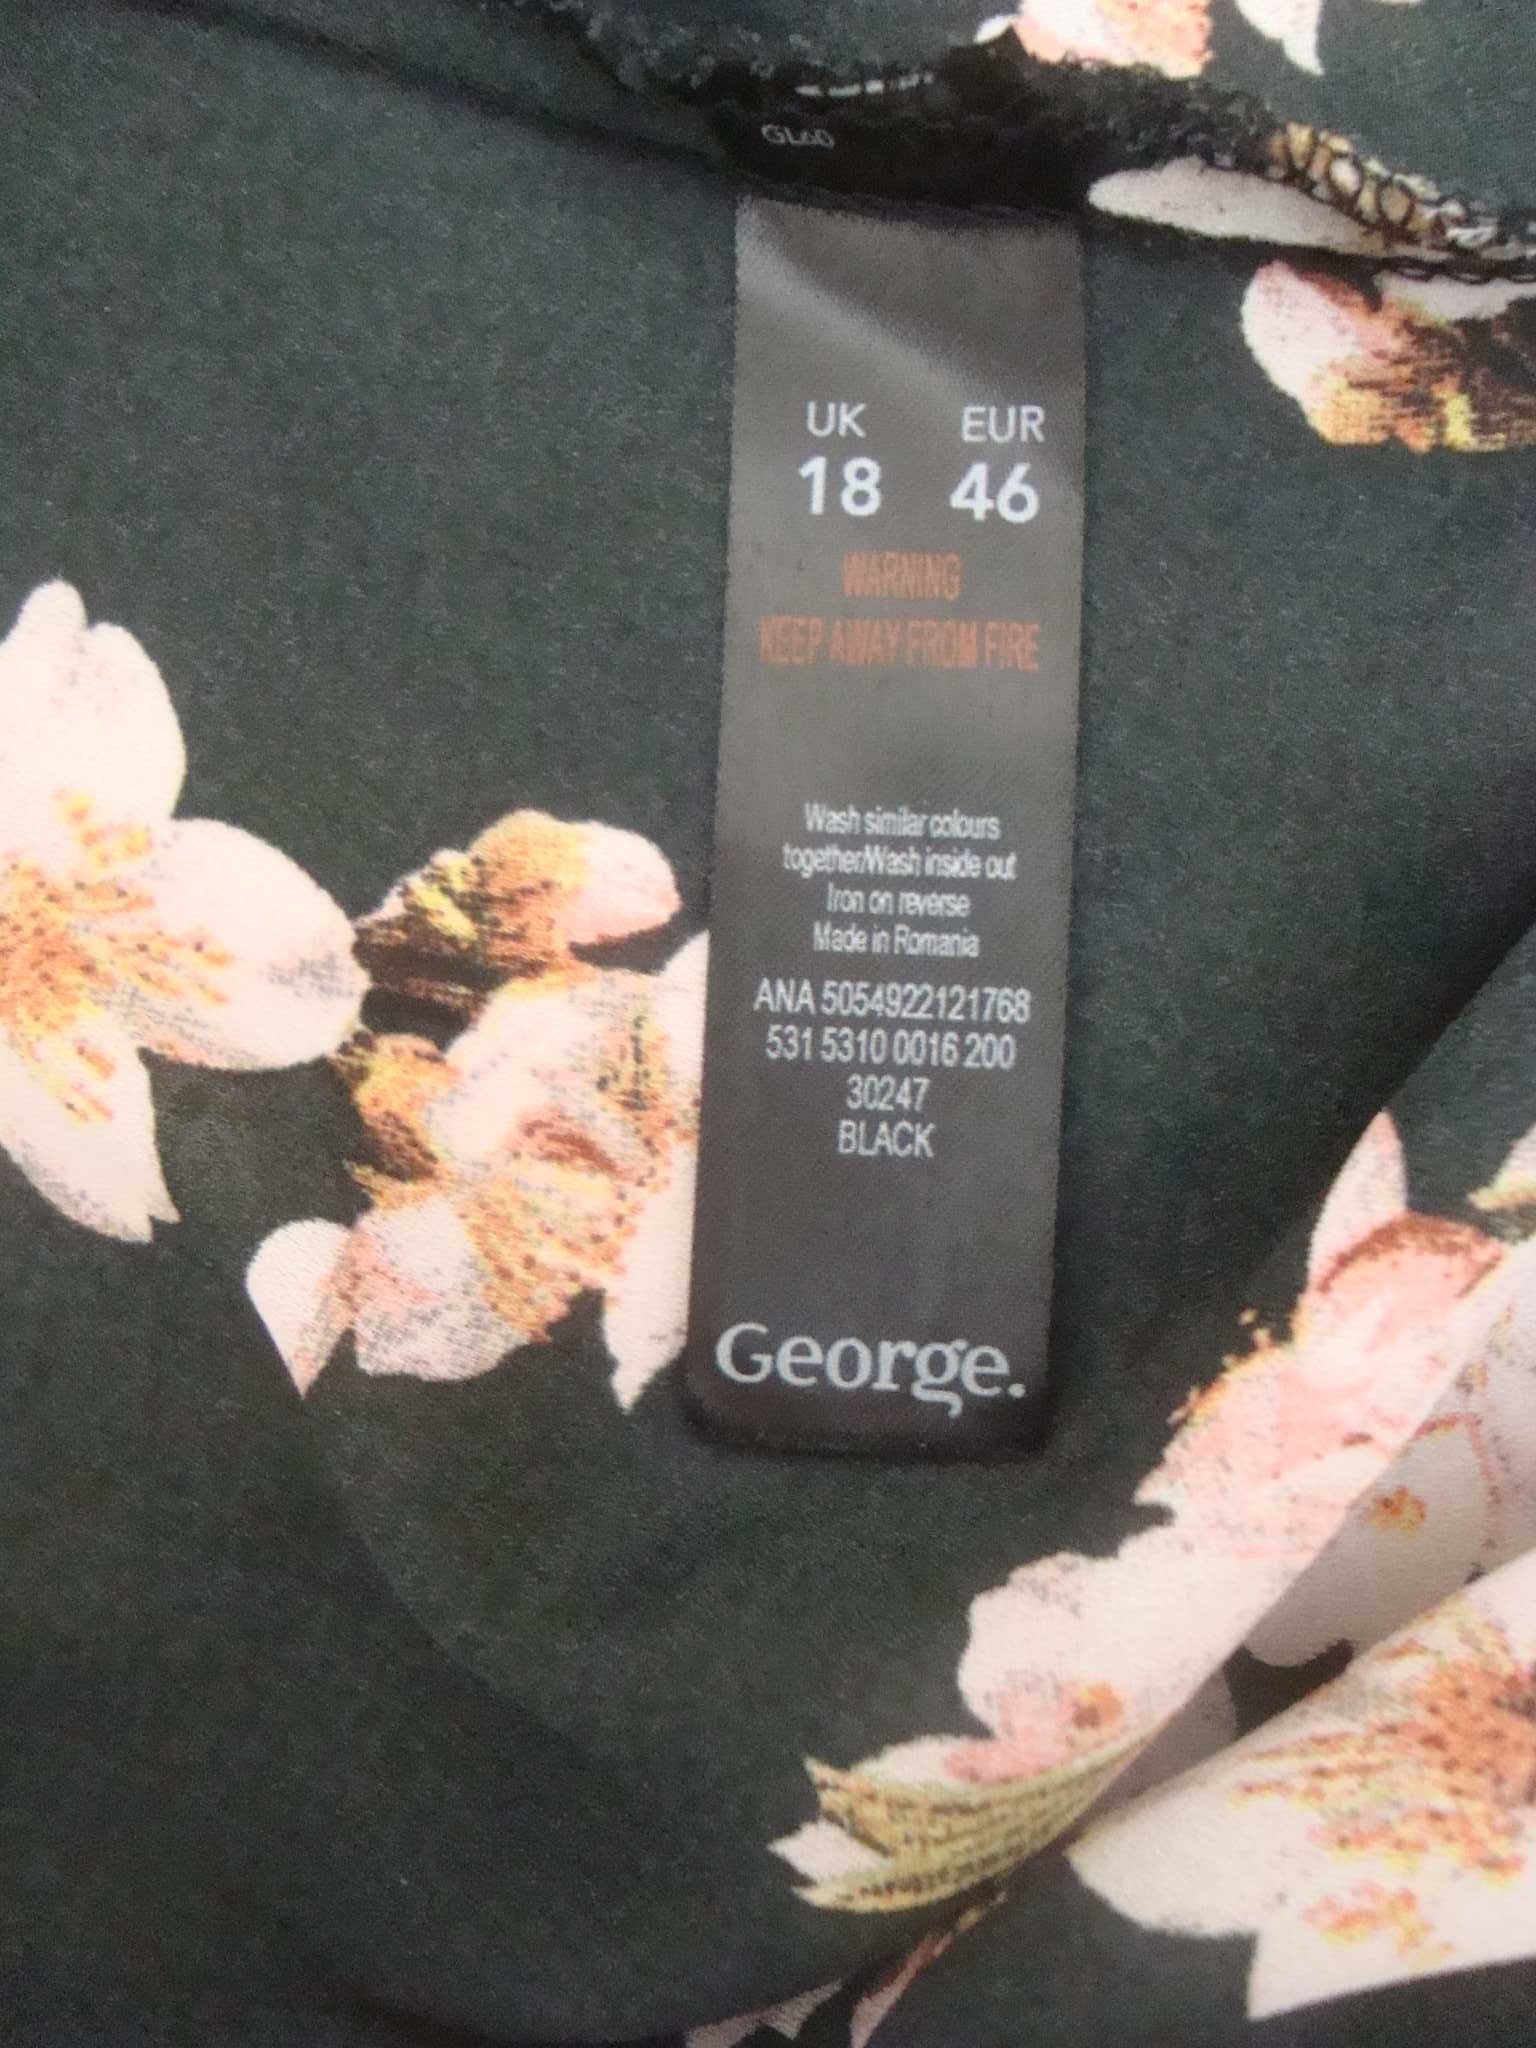 GL60
UK EUR
18 46
WARNING
KEEP AWAY FROM FIRE
Wash similar colours
together/Wash inside out
Iron on reverse
Made in Romania
ANA 5054922121768
531 5310 0016 200
30247
BLACK
George.